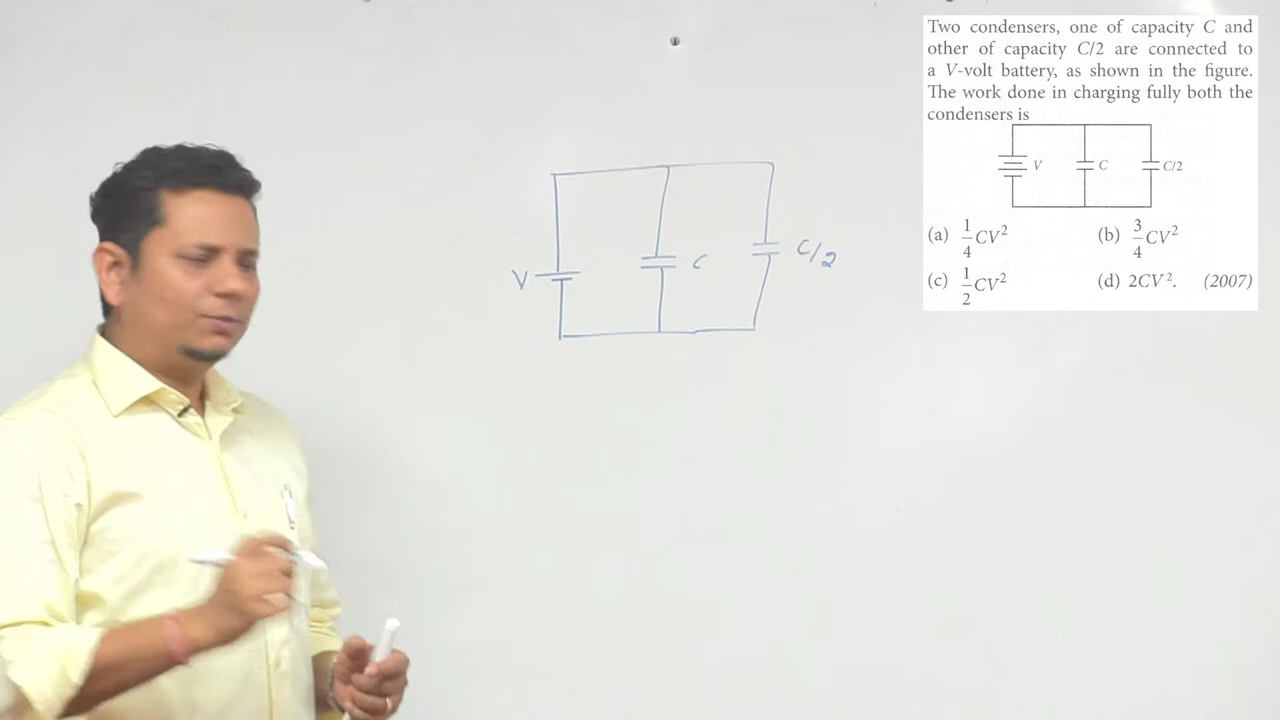 Two condensers, one of capacity C and
other of capacity C/2 are connected to
a V-volt battery, as shown in the figure.
The work done in charging fully both the
condensers is
V C C/2
(a) 1/4 CV² (b) 3/4 CV²
(c) 1/2 CV² (d) 2CV². (2007)
V C C/2